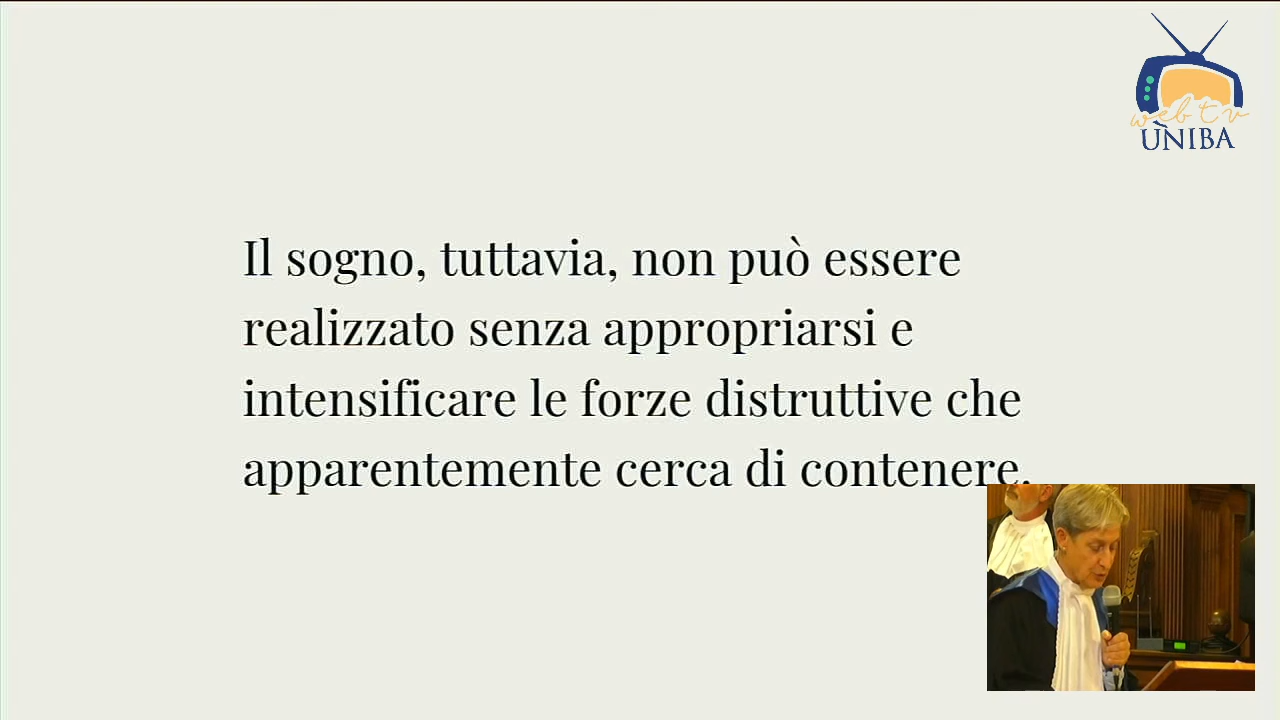 web tv
UNIBA
Il sogno, tuttavia, non può essere
realizzato senza appropriarsi e
intensificare le forze distruttive che
apparentemente cerca di contenere.